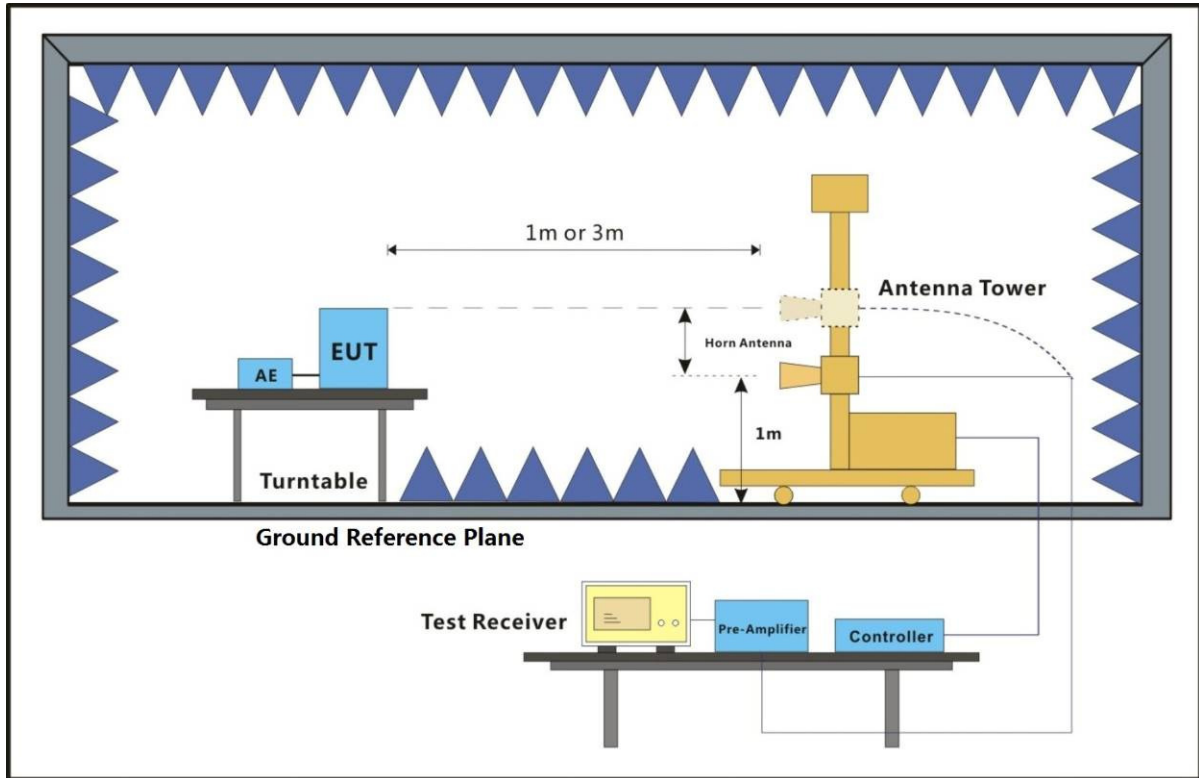 1m or 3m
Antenna Tower
Horn Antenna
EUT
AE
1m
Turntable
Ground Reference Plane
Test Receiver
Pre-Amplifier
Controller